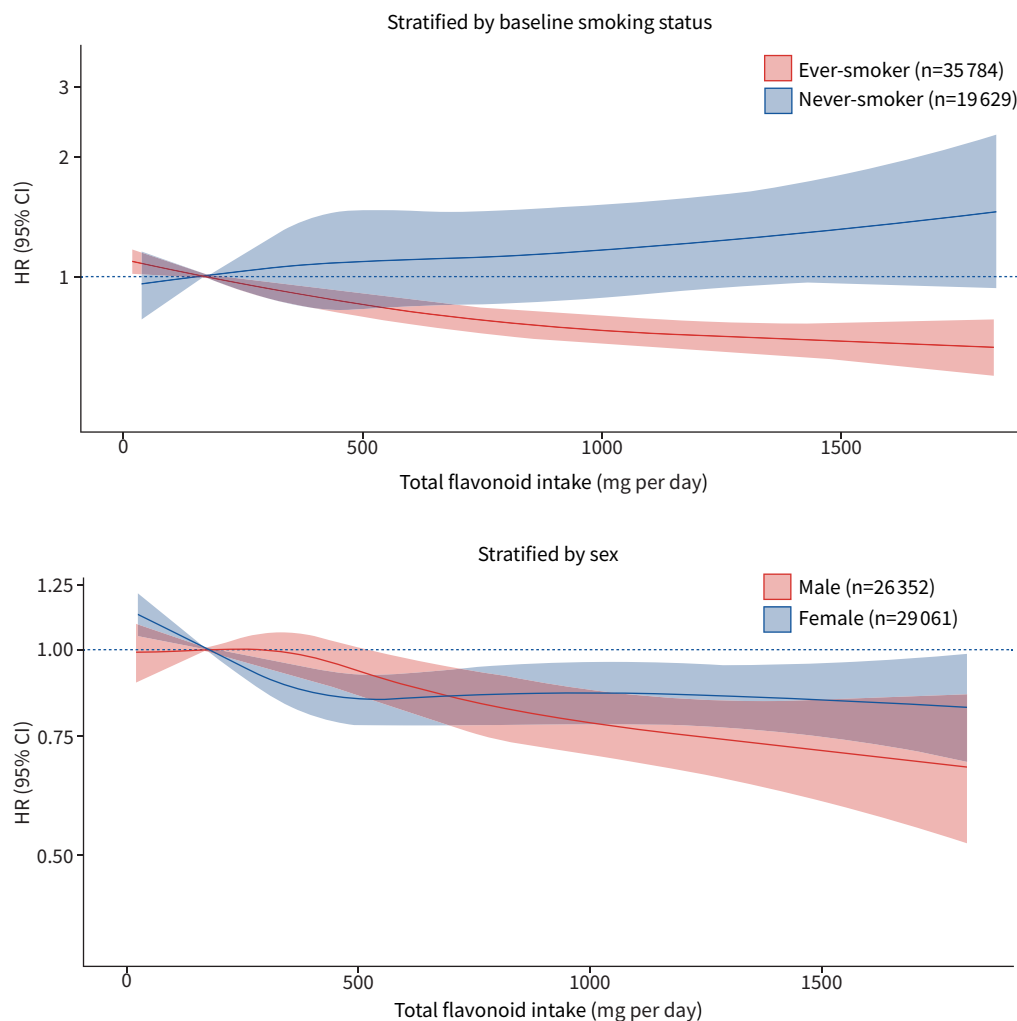 Stratified by baseline smoking status
3
2
1
HR (95% CI)
Ever-smoker (n=35 784)
Never-smoker (n=19 629)
0 500 1000 1500
Total flavonoid intake (mg per day)
Stratified by sex
1.25
1.00
0.75
0.50
HR (95% CI)
Male (n=26 352)
Female (n=29 061)
0 500 1000 1500
Total flavonoid intake (mg per day)